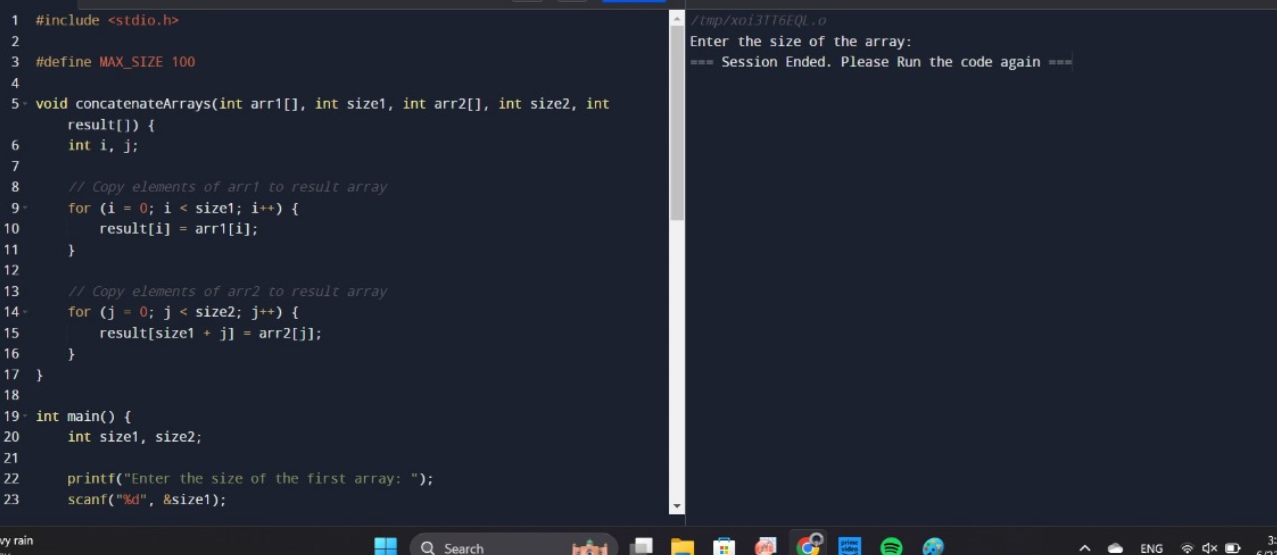 1 #include <stdio.h>
2
3 #define MAX_SIZE 100
4
5 void concatenateArrays(int arr1[], int size1, int arr2[], int size2, int
result[]) {
6 int i, j;
7
8 // Copy elements of arr1 to result array
9 for (i = 0; i < size1; i++) {
10 result[i] = arr1[i];
11 }
12
13 // Copy elements of arr2 to result array
14 for (j = 0; j < size2; j++) {
15 result[size1 + j] = arr2[j];
16 }
17 }
18
19 int main() {
20 int size1, size2;
21
22 printf("Enter the size of the first array: ");
23 scanf("%d", &size1);
/tmp/xoi3TT6EQL.o
Enter the size of the array:
=== Session Ended. Please Run the code again ===
rain
Search
prime video
ENG